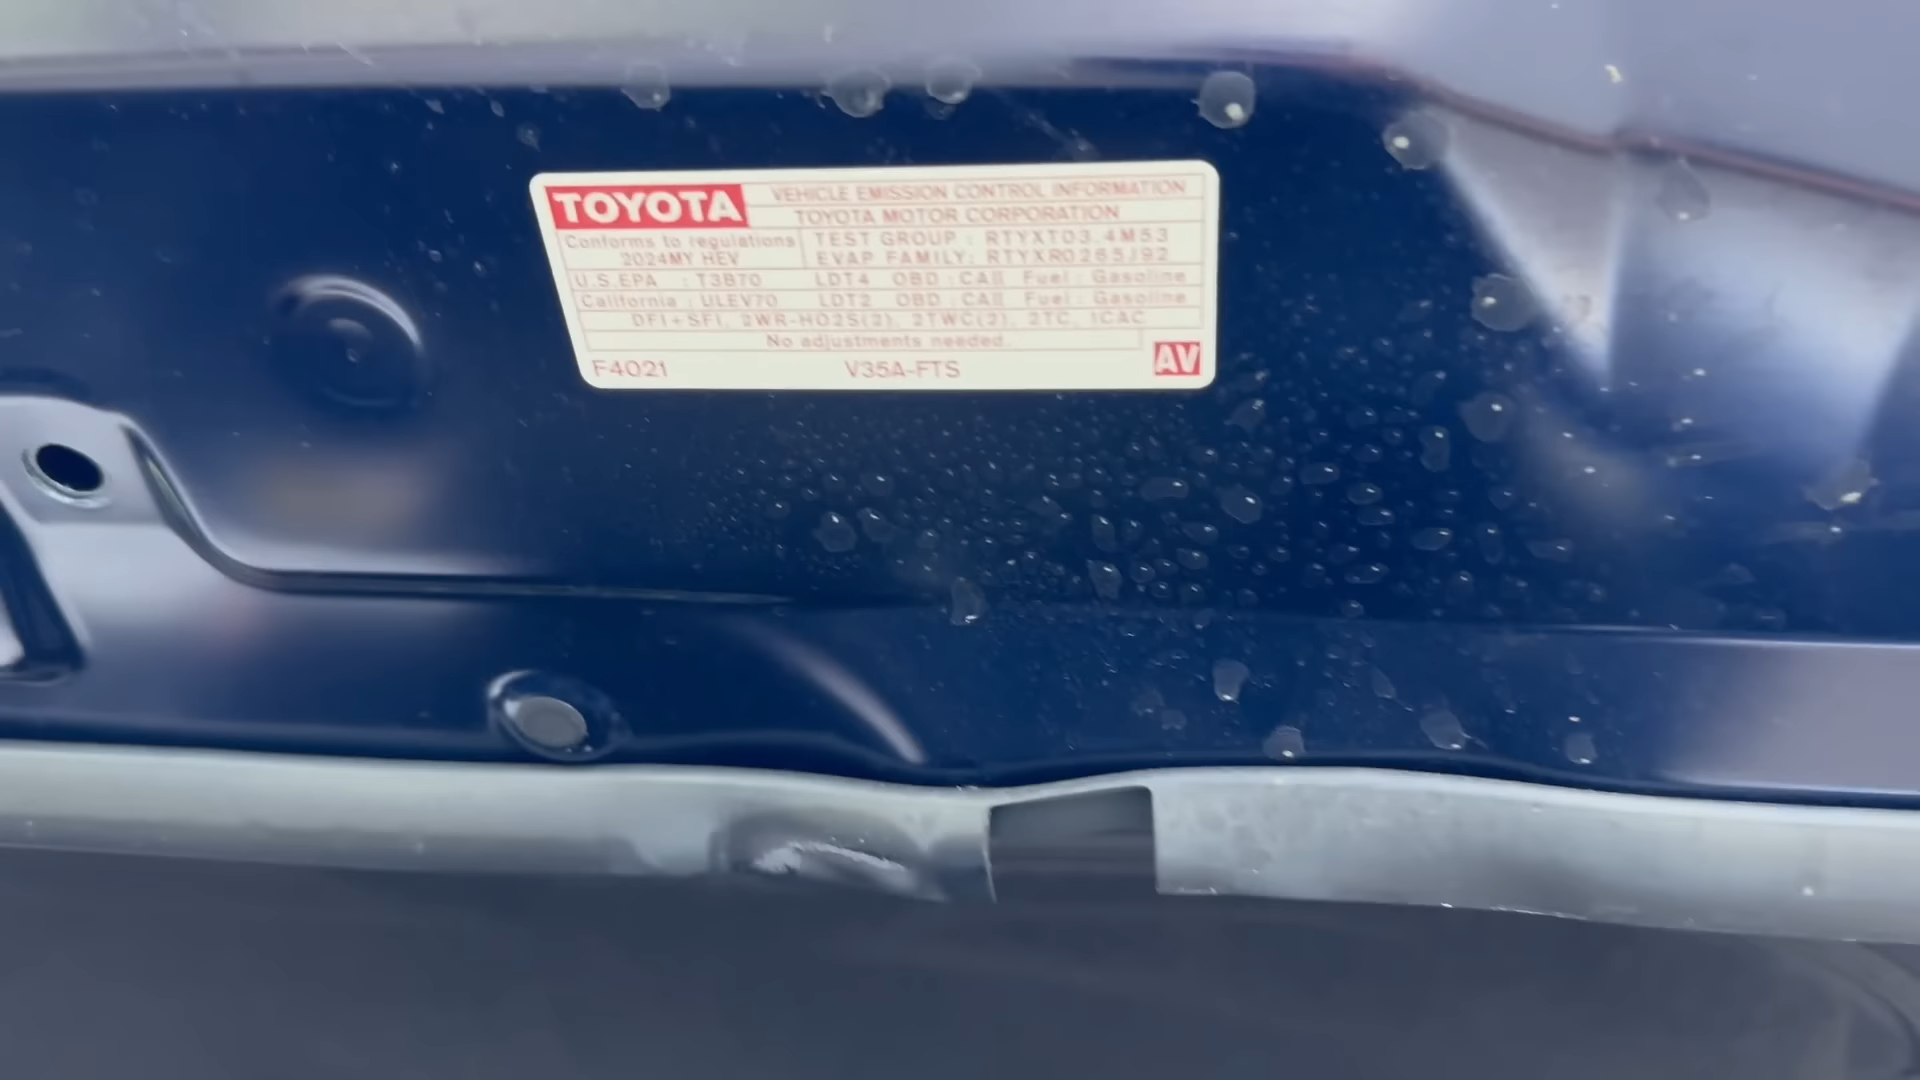 TOYOTA VEHICLE EMISSION CONTROL INFORMATION
TOYOTA MOTOR CORPORATION
Conforms to regulations TEST GROUP : RTYXT03.4M53
2024MY HEV EVAP FAMILY: RTYXR0265J92
U.S.EPA : T3B70 LDT4 OBD : CAII Fuel : Gasoline
California : ULEV70 LDT2 OBD : CAII Fuel : Gasoline
DFI+SFI, 2WR-HO2S(2), 2TWC(2), 2TC, 1CAC
No adjustments needed.
F4021 V35A-FTS AV